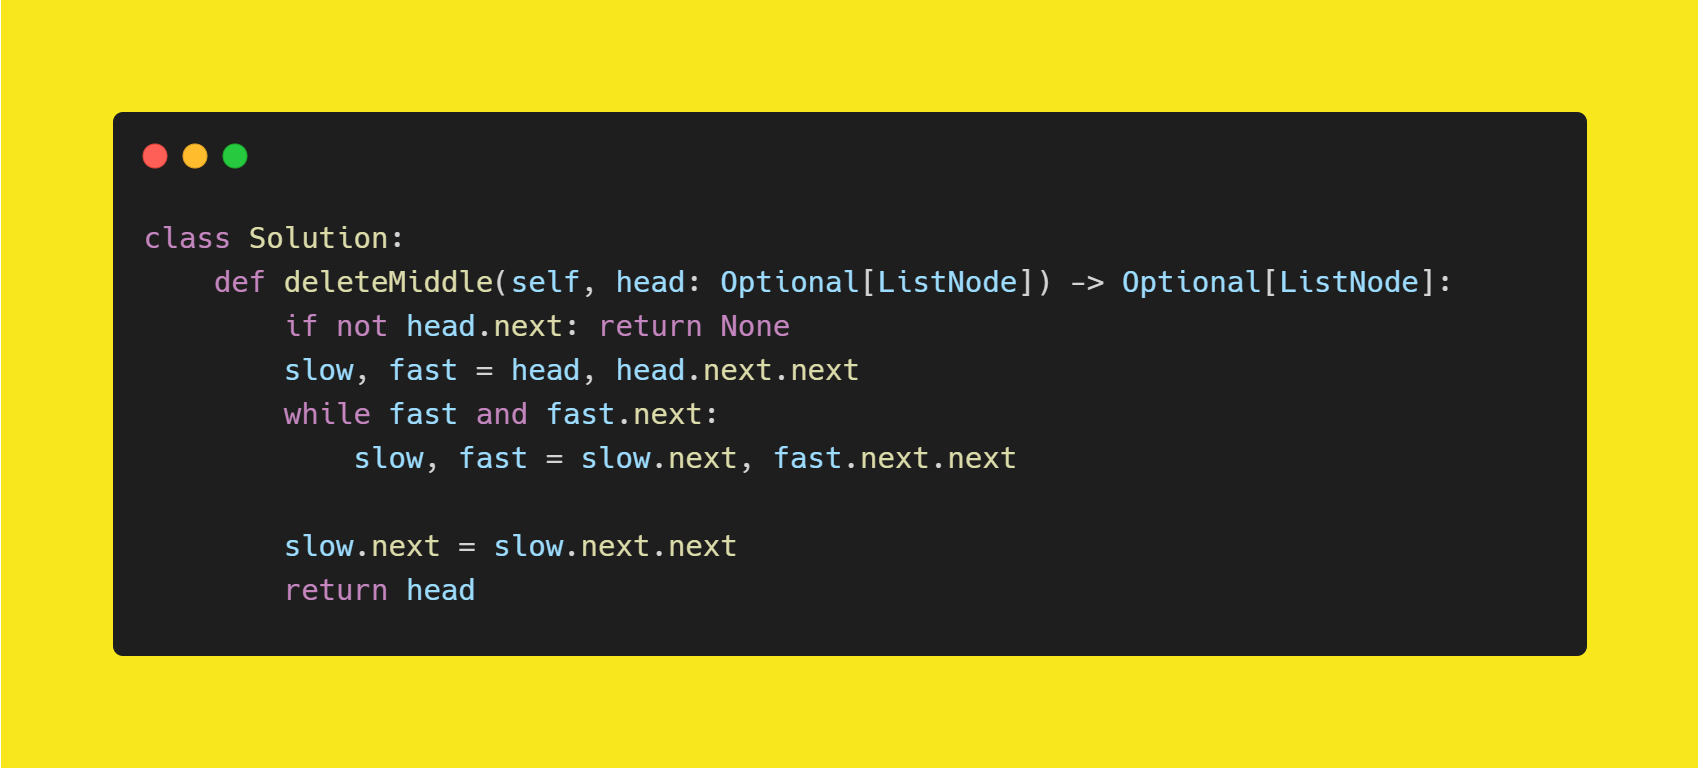 class Solution:
    def deleteMiddle(self, head: Optional[ListNode]) -> Optional[ListNode]:
        if not head.next: return None
        slow, fast = head, head.next.next
        while fast and fast.next:
            slow, fast = slow.next, fast.next.next

        slow.next = slow.next.next
        return head